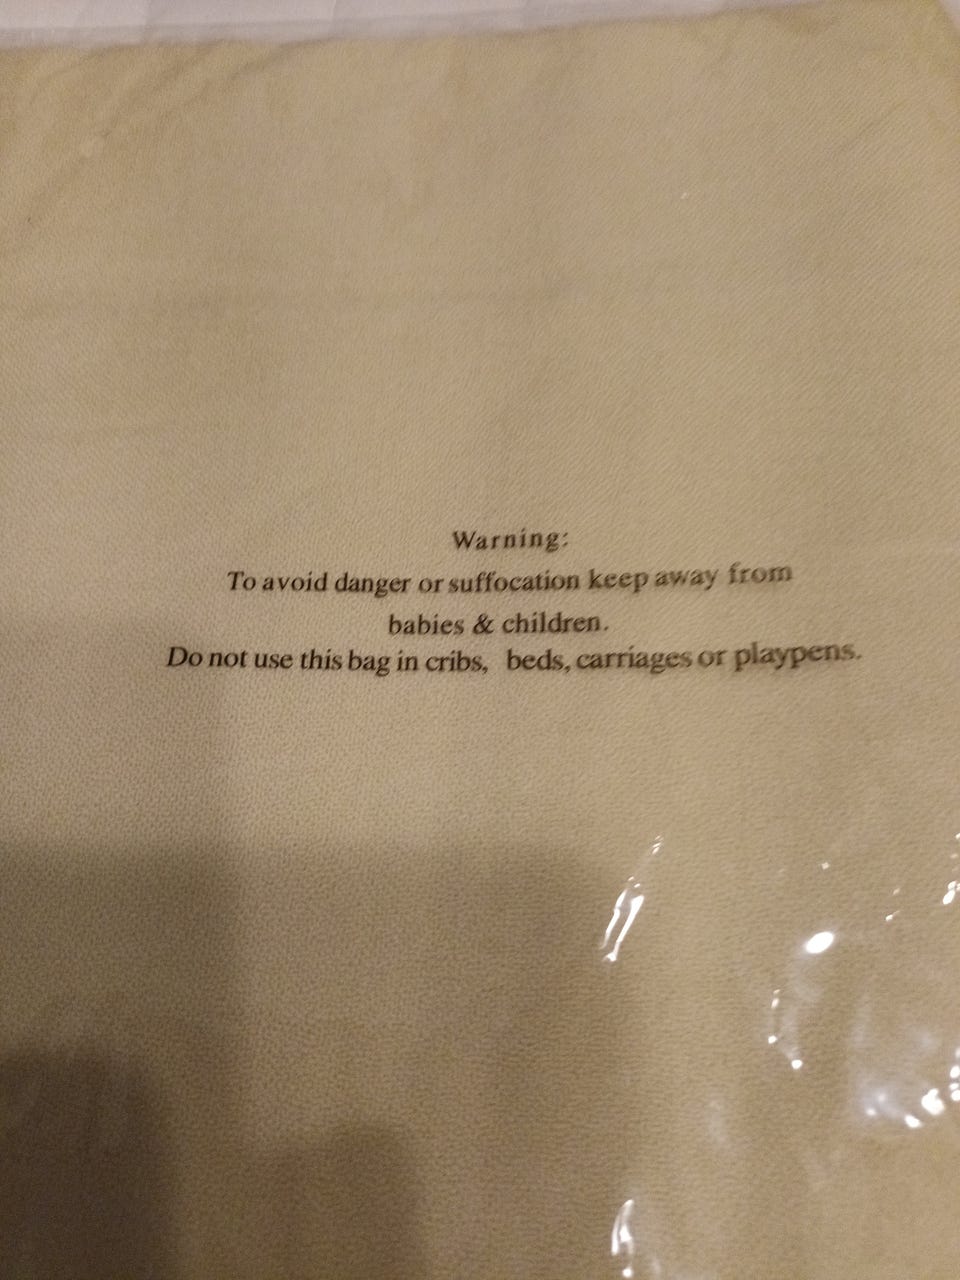 Warning:
To avoid danger or suffocation keep away from
babies & children.
Do not use this bag in cribs, beds, carriages or playpens.